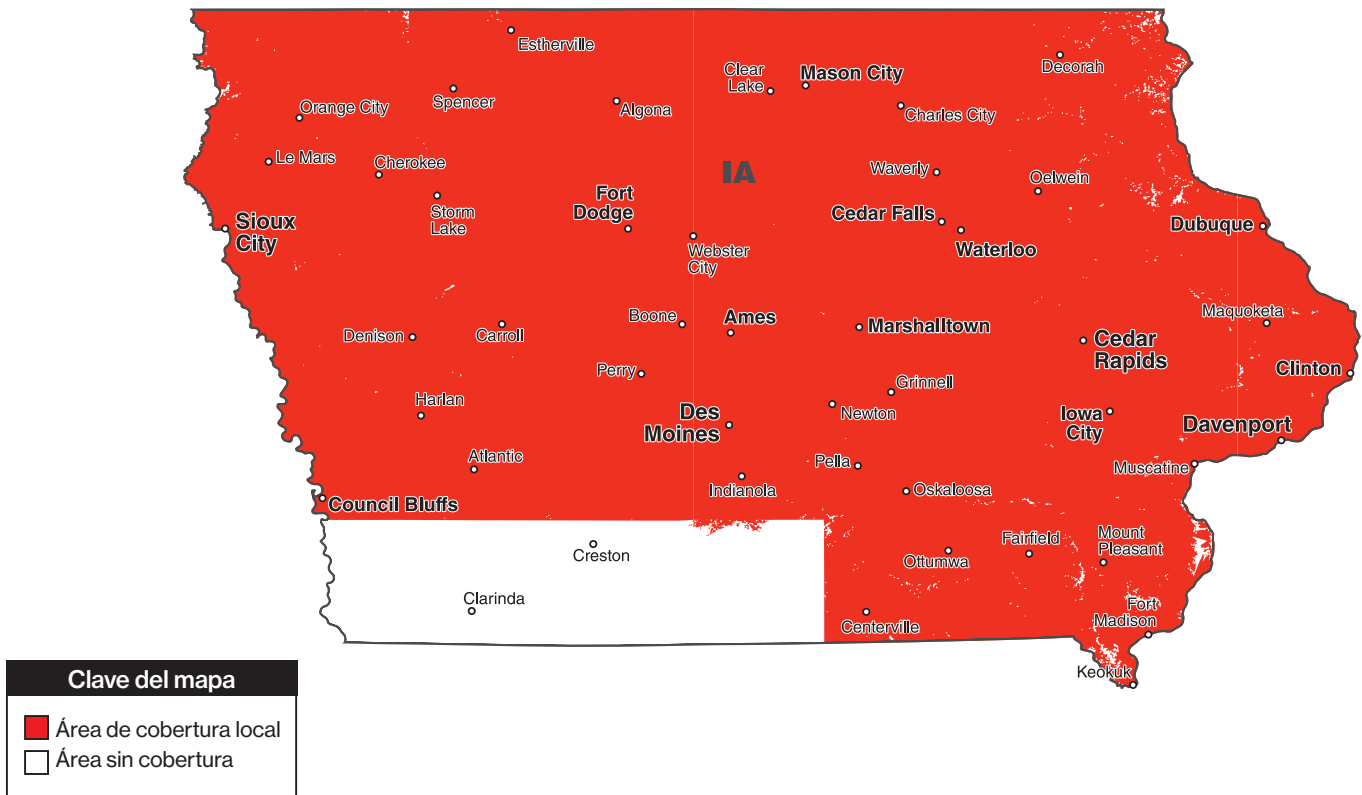 Estherville
Decorah
Clear
Lake
Mason City
Spencer
Orange City
Algona
Charles City
Le Mars
Cherokee
IA
Waverly
Oelwein
Fort
Dodge
Storm
Lake
Cedar Falls
Sioux
City
Dubuque
Waterloo
Webster
City
Boone
Ames
Marshalltown
Maquoketa
Denison
Carroll
Cedar
Rapids
Perry
Clinton
Grinnell
Harlan
Newton
Des
Moines
Iowa
City
Davenport
Atlantic
Pella
Muscatine
Indianola
Oskaloosa
Council Bluffs
Creston
Ottumwa
Fairfield
Mount
Pleasant
Clarinda
Centerville
Fort
Madison
Keokuk
Clave del mapa
Área de cobertura local
Área sin cobertura